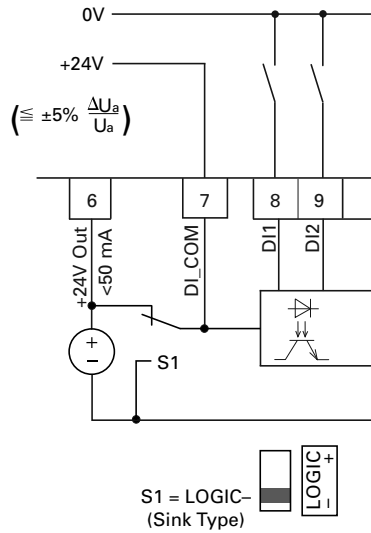 0V
+24V
(≦ ±5% ΔUa/Ua)
6
7
8
9
+24V Out
<50 mA
DI_COM
DI1
DI2
+
−
S1
S1 = LOGIC–
(Sink Type)
LOGIC
− +